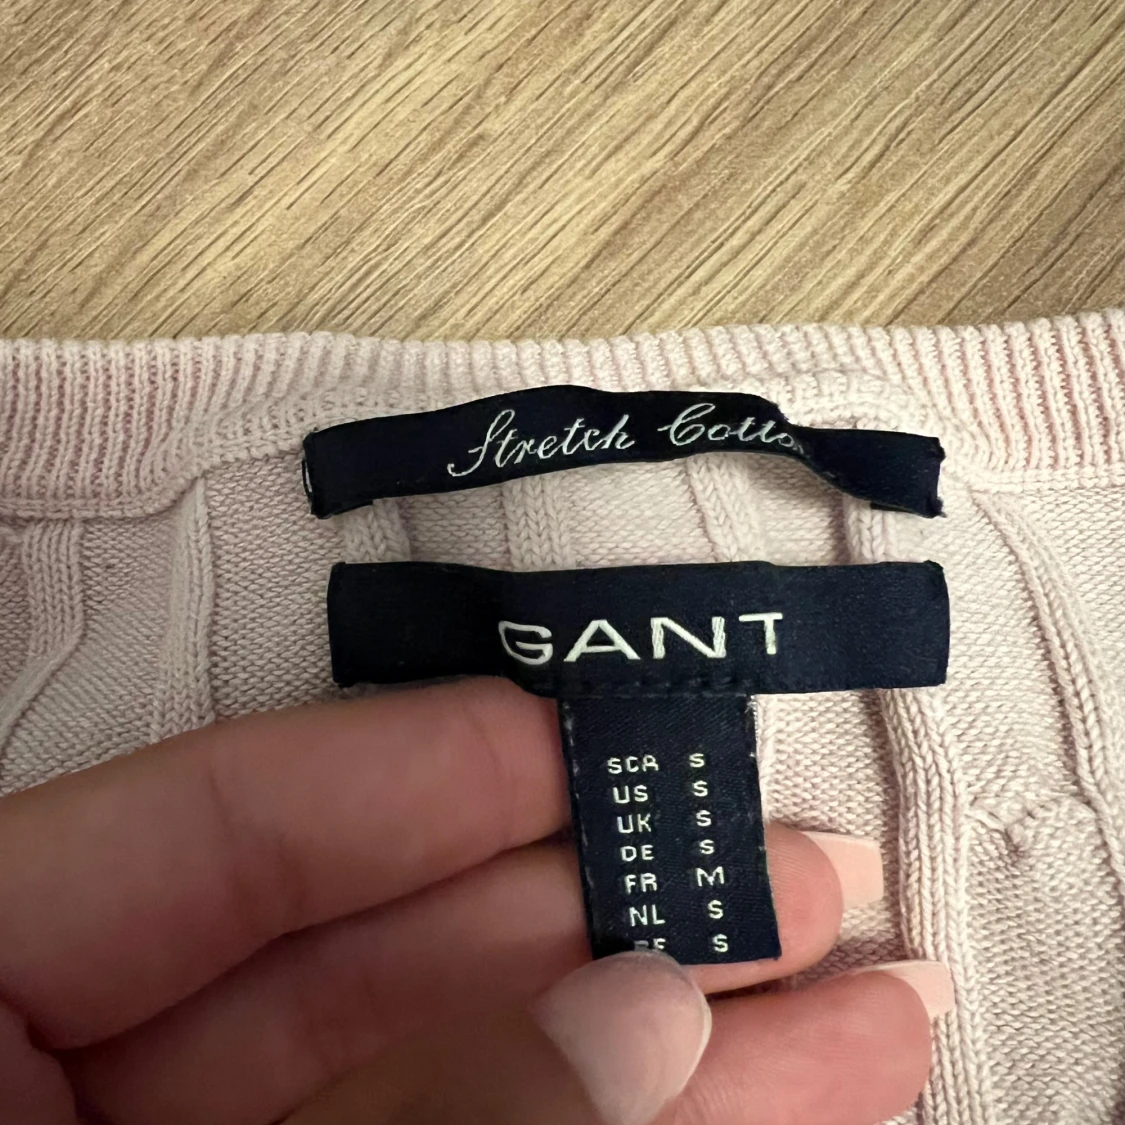 Stretch Cotto
GANT
SCA S
US S
UK S
DE S
FR M
NL S
S